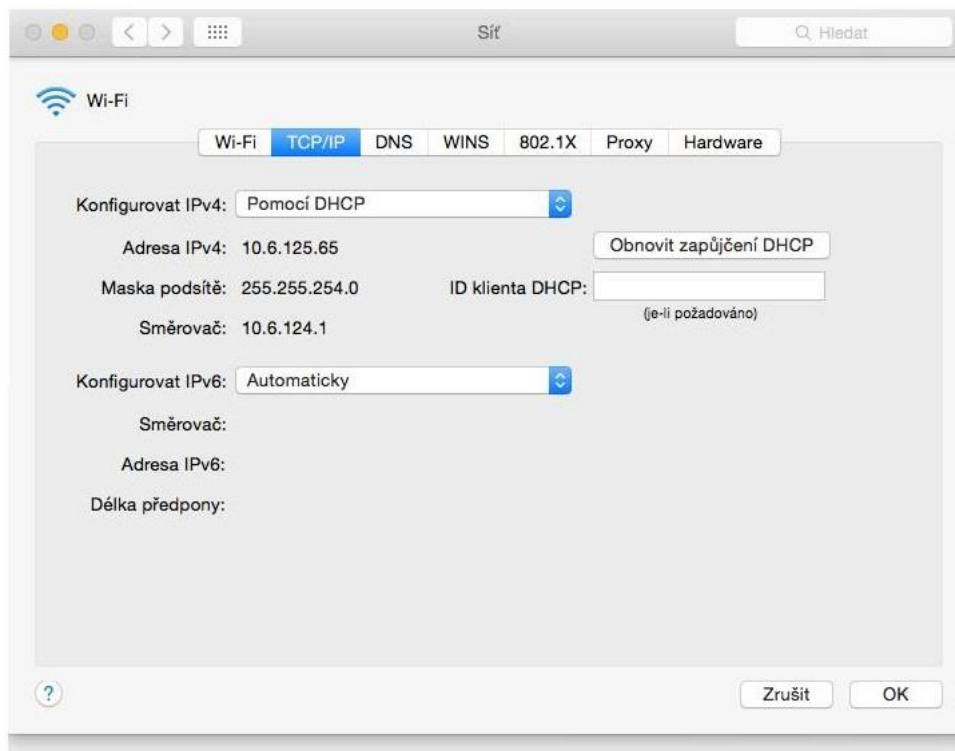 Síť
Hledat
Wi-Fi
Wi-Fi TCP/IP DNS WINS 802.1X Proxy Hardware
Konfigurovat IPv4: Pomocí DHCP
Adresa IPv4: 10.6.125.65 Obnovit zapůjčení DHCP
Maska podsítě: 255.255.254.0 ID klienta DHCP:
(je-li požadováno)
Směrovač: 10.6.124.1
Konfigurovat IPv6: Automaticky
Směrovač:
Adresa IPv6:
Délka předpony:
? Zrušit OK